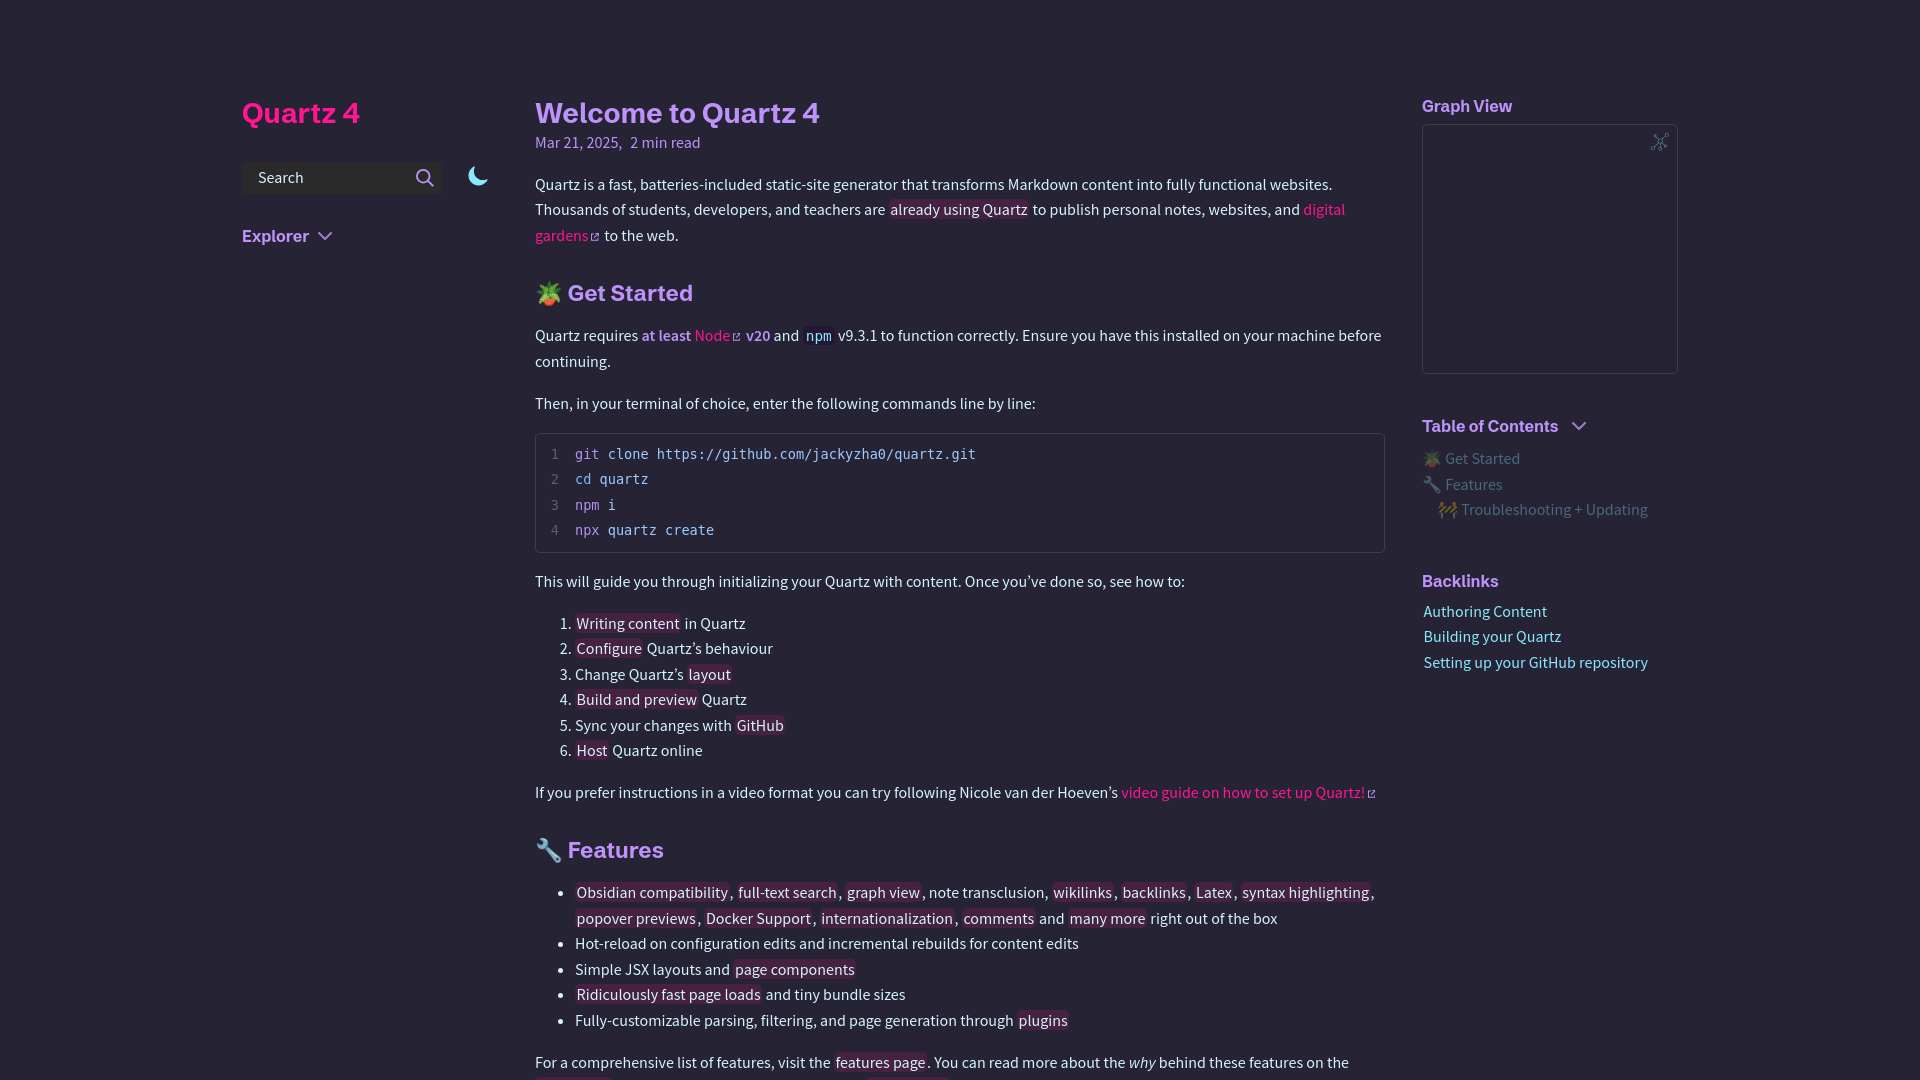 Quartz 4
Search
Explorer
Welcome to Quartz 4
Mar 21, 2025, 2 min read
Quartz is a fast, batteries-included static-site generator that transforms Markdown content into fully functional websites.
Thousands of students, developers, and teachers are already using Quartz to publish personal notes, websites, and digital
gardens to the web.
🪴 Get Started
Quartz requires at least Node v20 and npm v9.3.1 to function correctly. Ensure you have this installed on your machine before
continuing.
Then, in your terminal of choice, enter the following commands line by line:
1 git clone https://github.com/jackyzha0/quartz.git
2 cd quartz
3 npm i
4 npx quartz create
This will guide you through initializing your Quartz with content. Once you’ve done so, see how to:
1. Writing content in Quartz
2. Configure Quartz’s behaviour
3. Change Quartz’s layout
4. Build and preview Quartz
5. Sync your changes with GitHub
6. Host Quartz online
If you prefer instructions in a video format you can try following Nicole van der Hoeven’s video guide on how to set up Quartz!
🔧 Features
• Obsidian compatibility, full-text search, graph view, note transclusion, wikilinks, backlinks, Latex, syntax highlighting,
popover previews, Docker Support, internationalization, comments and many more right out of the box
• Hot-reload on configuration edits and incremental rebuilds for content edits
• Simple JSX layouts and page components
• Ridiculously fast page loads and tiny bundle sizes
• Fully-customizable parsing, filtering, and page generation through plugins
For a comprehensive list of features, visit the features page. You can read more about the why behind these features on the
Graph View
Table of Contents
🪴 Get Started
🔧 Features
🚧 Troubleshooting + Updating
Backlinks
Authoring Content
Building your Quartz
Setting up your GitHub repository